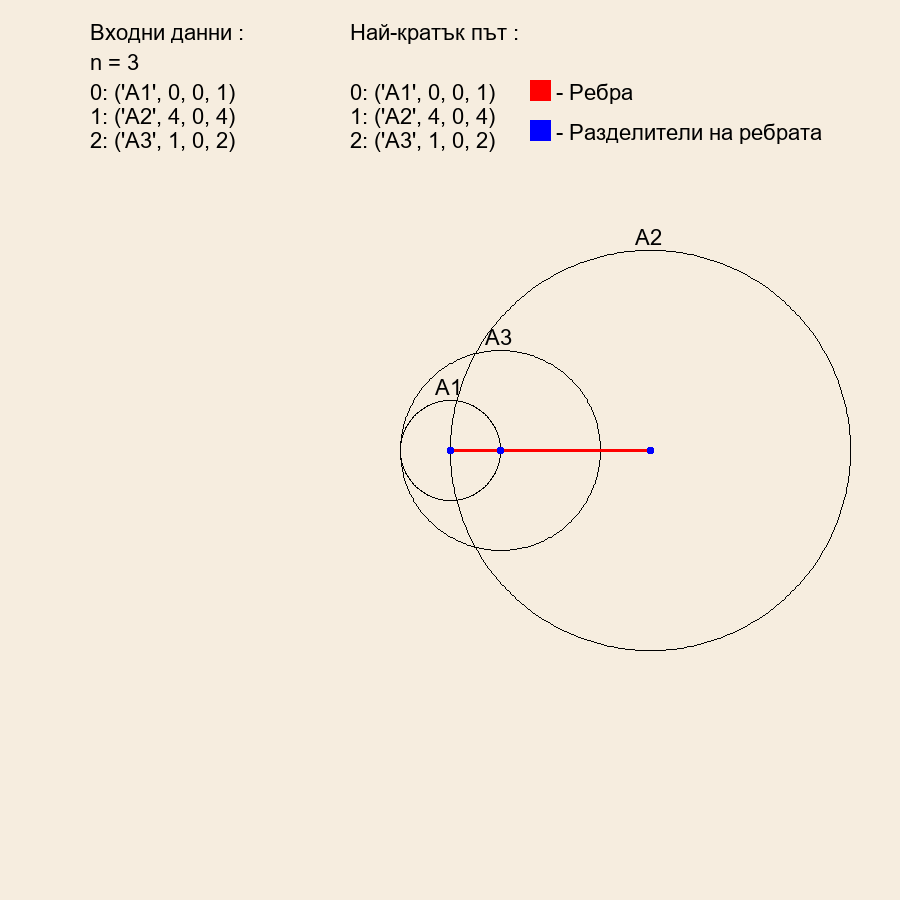 Входни данни :
n = 3
0: ('A1', 0, 0, 1)
1: ('A2', 4, 0, 4)
2: ('A3', 1, 0, 2)
Най-кратък път :
0: ('A1', 0, 0, 1)
1: ('A2', 4, 0, 4)
2: ('A3', 1, 0, 2)
- Ребра
- Разделители на ребрата
A2
A3
A1